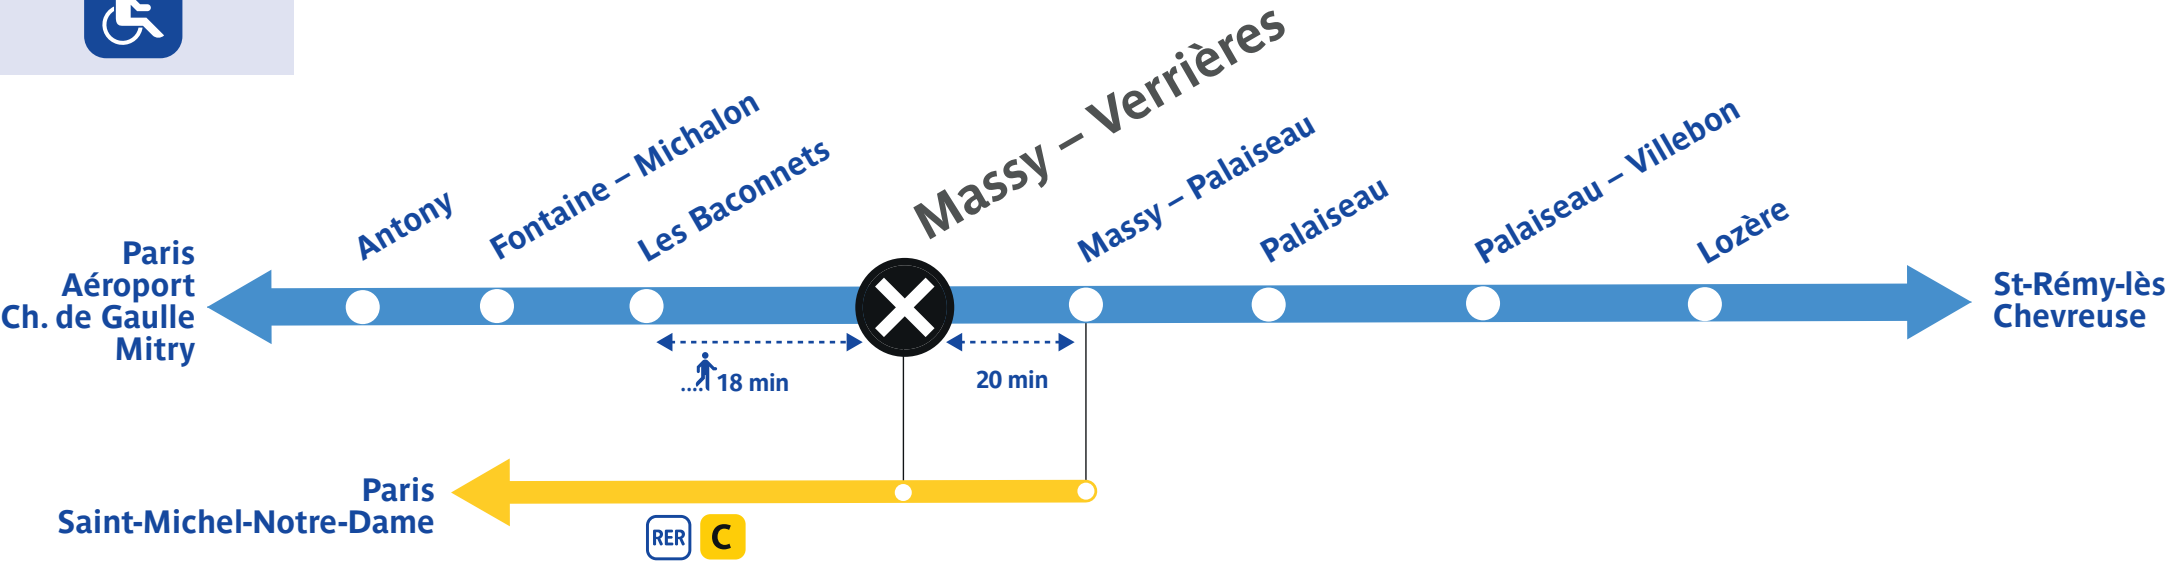 Massy – Verrières
Antony
Fontaine – Michalon
Les Baconnets
Massy – Palaiseau
Palaiseau
Palaiseau – Villebon
Lozère
Paris
Aéroport
Ch. de Gaulle
Mitry
St-Rémy-lès
Chevreuse
18 min
20 min
Paris
Saint-Michel-Notre-Dame
RER C